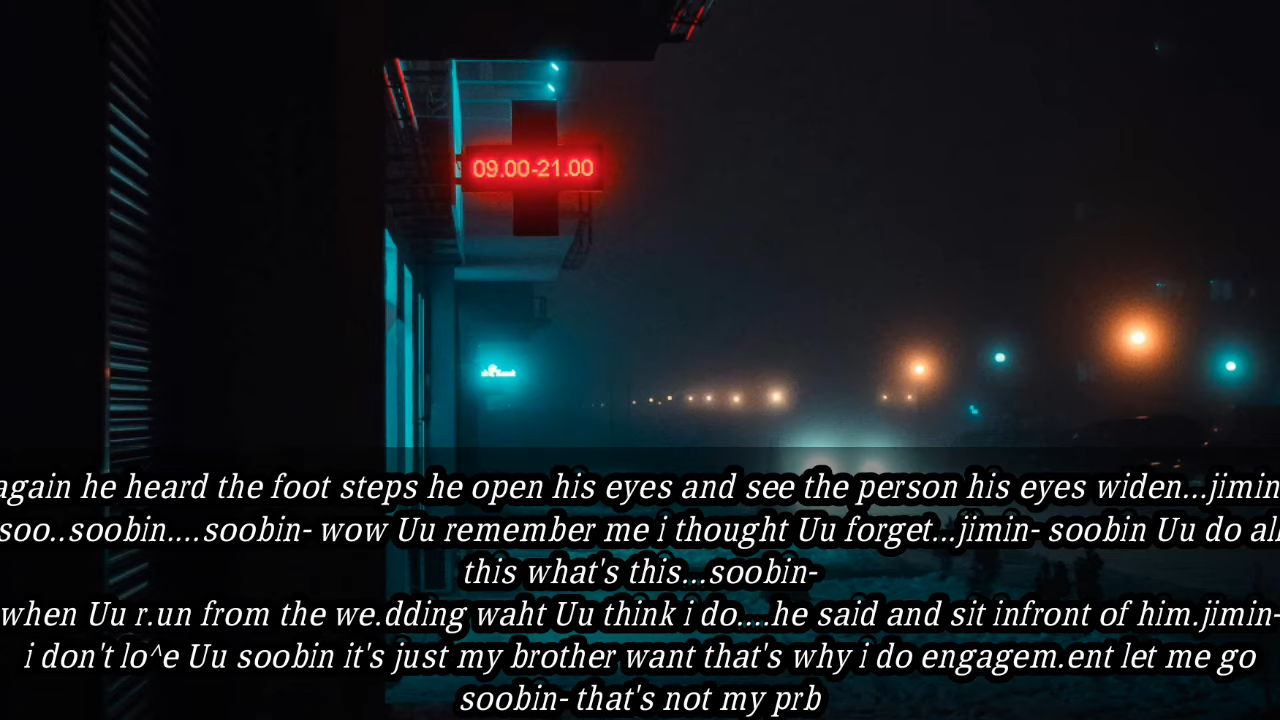 09.00-21.00
again he heard the foot steps he open his eyes and see the person his eyes widen...jimin
soo..soobin....soobin- wow Uu remember me i thought Uu forget...jimin- soobin Uu do all
this what's this...soobin-
when Uu r.un from the we.dding waht Uu think i do....he said and sit infront of him.jimin-
i don't lo^e Uu soobin it's just my brother want that's why i do engagem.ent let me go
soobin- that's not my prb